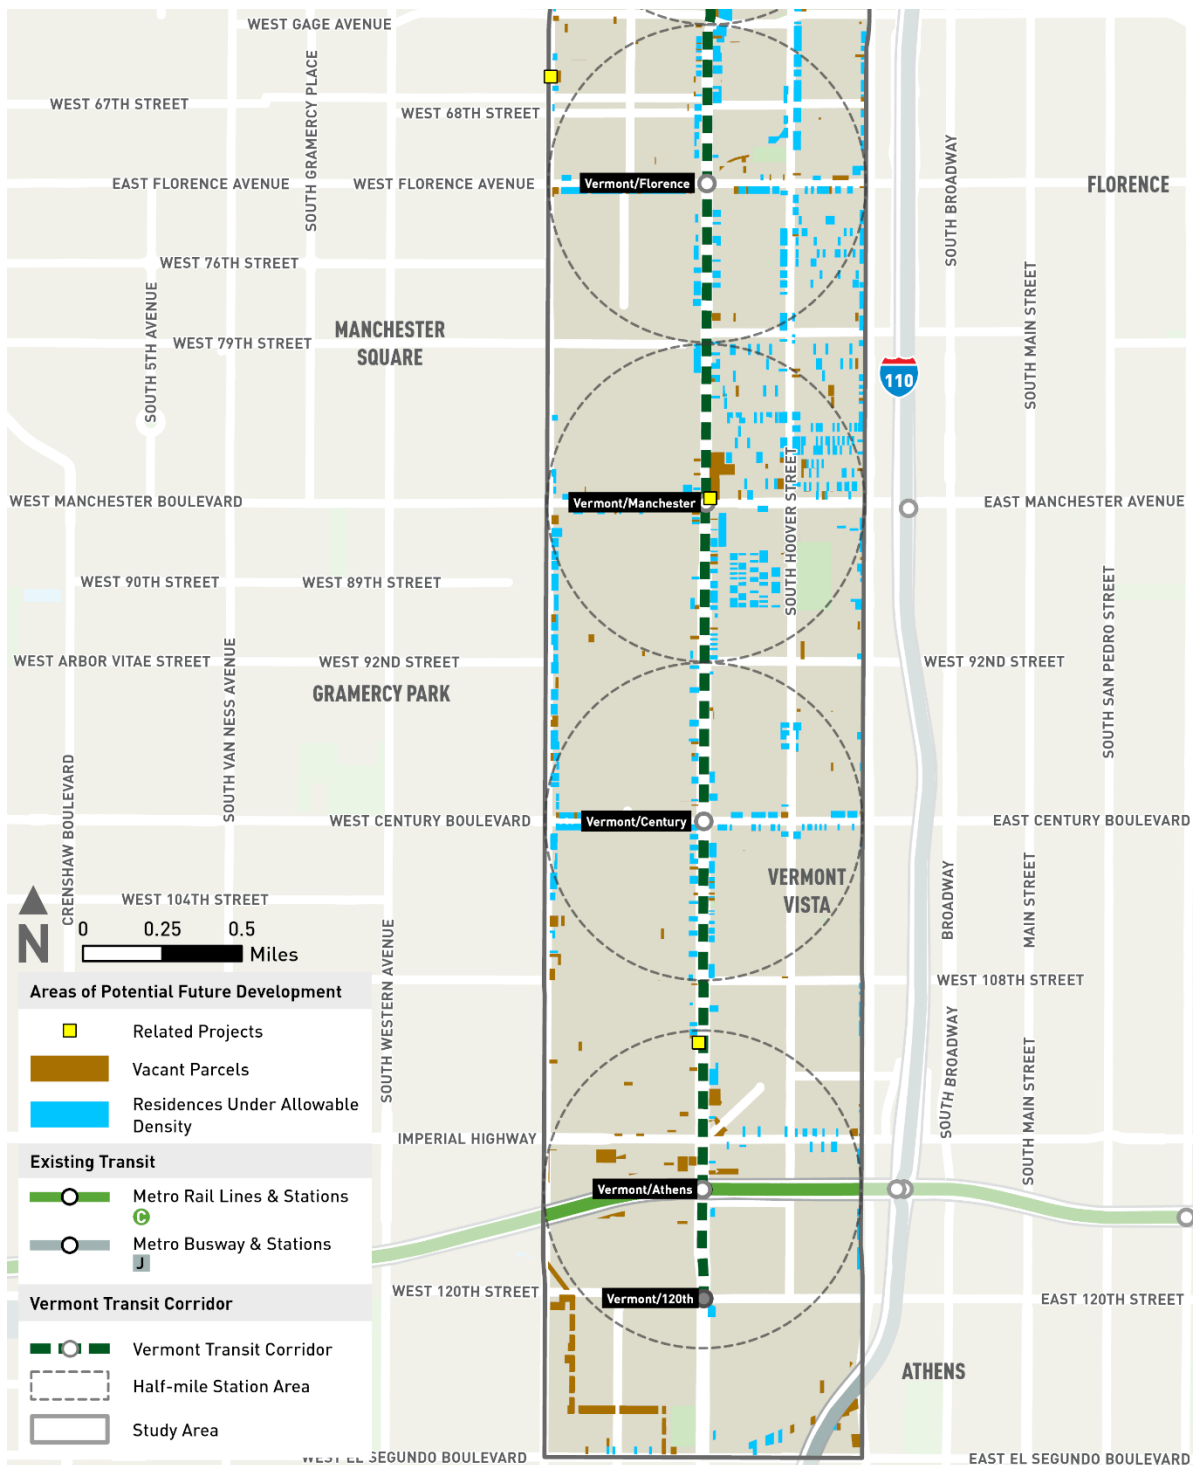 WEST GAGE AVENUE
SOUTH GRAMERCY PLACE
WEST 67TH STREET
WEST 68TH STREET
SOUTH BROADWAY
EAST FLORENCE AVENUE
WEST FLORENCE AVENUE
Vermont/Florence
FLORENCE
WEST 76TH STREET
SOUTH 5TH AVENUE
SOUTH MAIN STREET
MANCHESTER
SQUARE
WEST 79TH STREET
110
WEST MANCHESTER BOULEVARD
Vermont/Manchester
SOUTH HOOVER STREET
EAST MANCHESTER AVENUE
WEST 90TH STREET
WEST 89TH STREET
SOUTH SAN PEDRO STREET
WEST ARBOR VITAE STREET
SOUTH VAN NESS AVENUE
WEST 92ND STREET
WEST 92ND STREET
GRAMERCY PARK
CRENSHAW BOULEVARD
WEST CENTURY BOULEVARD
Vermont/Century
EAST CENTURY BOULEVARD
VERMONT
VISTA
WEST 104TH STREET
BROADWAY
MAIN STREET
N
0 0.25 0.5
Miles
SOUTH WESTERN AVENUE
WEST 108TH STREET
Areas of Potential Future Development
Related Projects
Vacant Parcels
Residences Under Allowable
Density
SOUTH BROADWAY
SOUTH MAIN STREET
IMPERIAL HIGHWAY
Existing Transit
Metro Rail Lines & Stations
C
Metro Busway & Stations
J
Vermont/Athens
WEST 120TH STREET
Vermont/120th
EAST 120TH STREET
Vermont Transit Corridor
Vermont Transit Corridor
Half-mile Station Area
Study Area
ATHENS
WEST EL SEGUNDO BOULEVARD
EAST EL SEGUNDO BOULEVARD